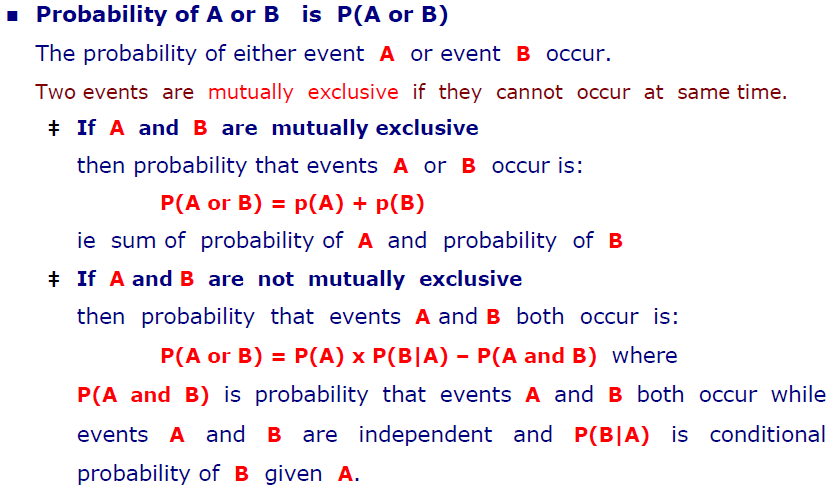 ▪ Probability of A or B is P(A or B)
The probability of either event A or event B occur.
Two events are mutually exclusive if they cannot occur at same time.
‡ If A and B are mutually exclusive
then probability that events A or B occur is:
P(A or B) = p(A) + p(B)
ie sum of probability of A and probability of B
‡ If A and B are not mutually exclusive
then probability that events A and B both occur is:
P(A or B) = P(A) x P(B|A) – P(A and B) where
P(A and B) is probability that events A and B both occur while
events A and B are independent and P(B|A) is conditional
probability of B given A.